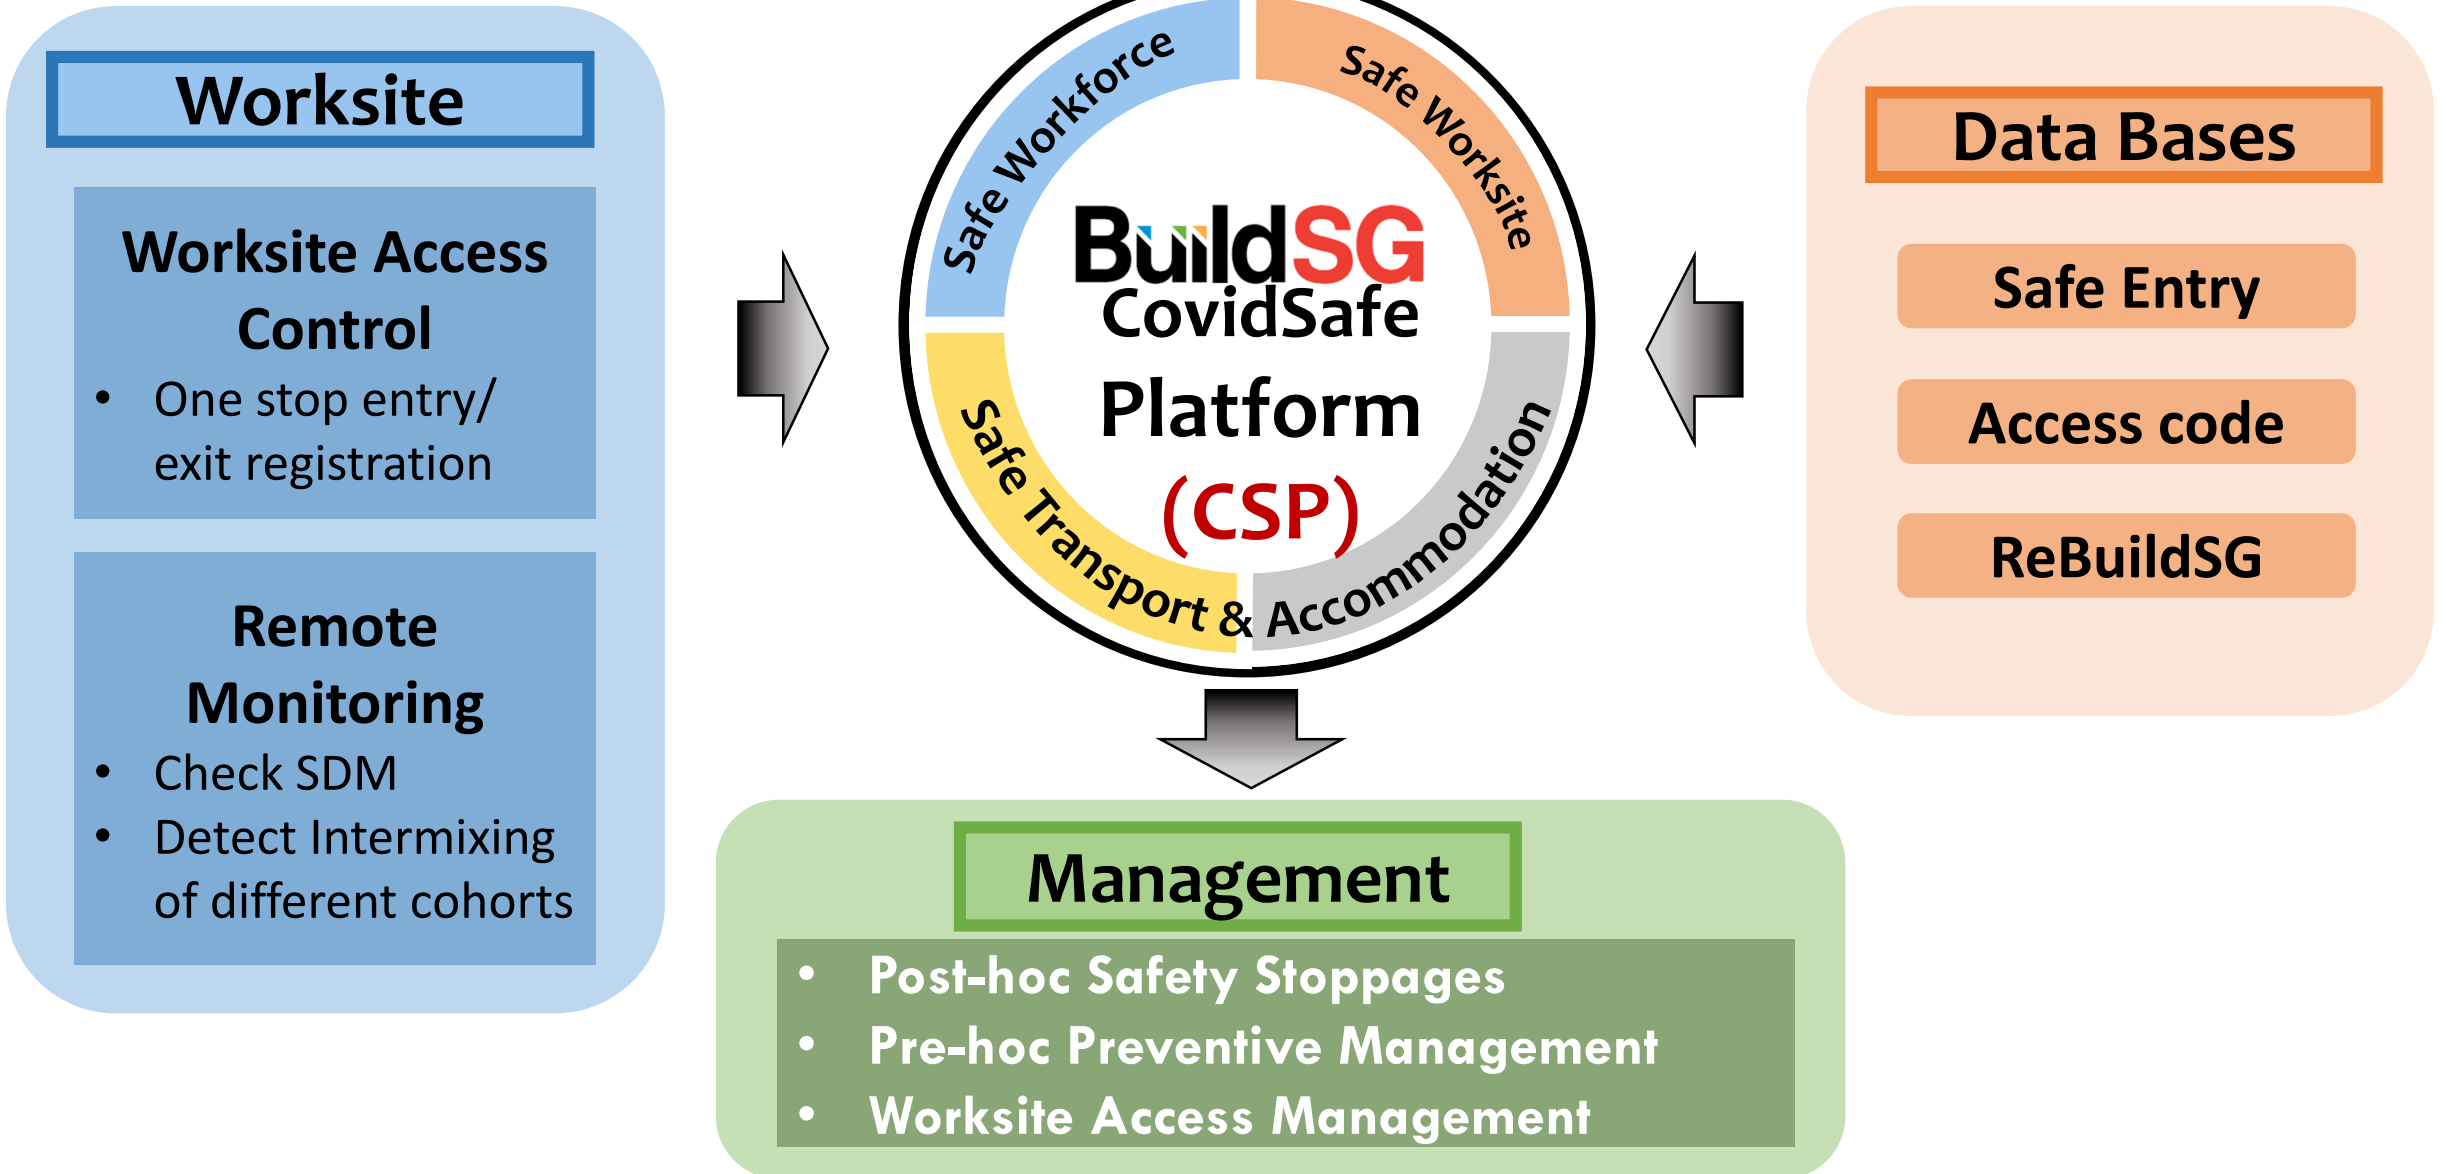 Worksite
Worksite Access
Control
• One stop entry/
exit registration
Remote
Monitoring
• Check SDM
• Detect Intermixing
of different cohorts
Safe Workforce
Safe Worksite
Safe Transport & Accommodation
BuildSG
CovidSafe
Platform
(CSP)
Data Bases
Safe Entry
Access code
ReBuildSG
Management
• Post-hoc Safety Stoppages
• Pre-hoc Preventive Management
• Worksite Access Management